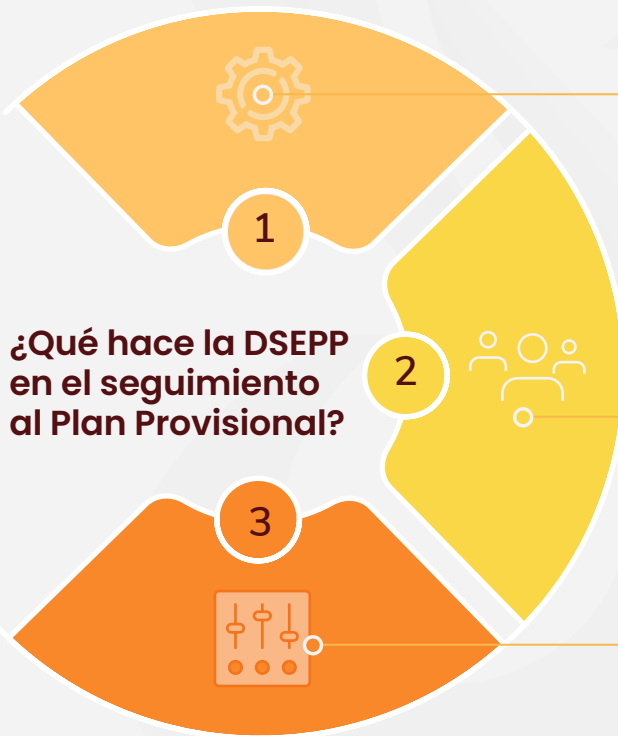 1
¿Qué hace la DSEPP
en el seguimiento
al Plan Provisional?
2
3